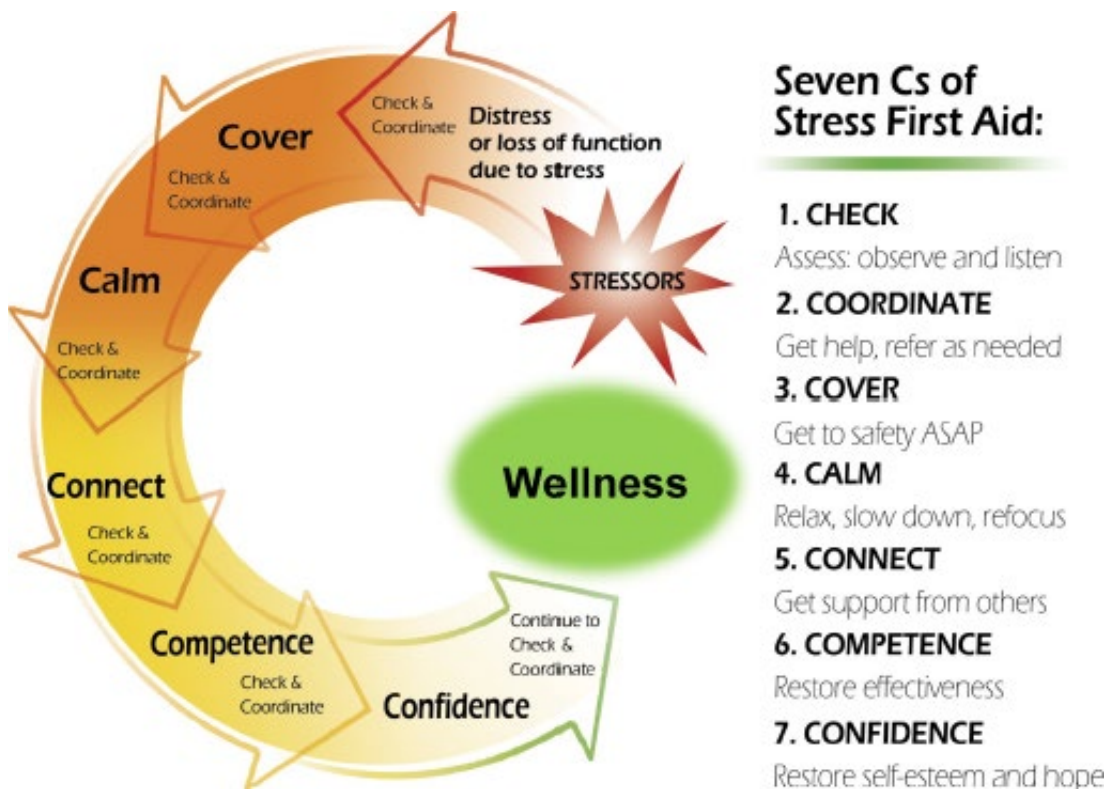 Check &
Coordinate
Distress
or loss of function
due to stress
STRESSORS
Cover
Check &
Coordinate
Calm
Check &
Coordinate
Connect
Check &
Coordinate
Competence
Check &
Coordinate
Confidence
Continue to
Check &
Coordinate
Wellness
Seven Cs of
Stress First Aid:
1. CHECK
Assess: observe and listen
2. COORDINATE
Get help, refer as needed
3. COVER
Get to safety ASAP
4. CALM
Relax, slow down, refocus
5. CONNECT
Get support from others
6. COMPETENCE
Restore effectiveness
7. CONFIDENCE
Restore self-esteem and hope